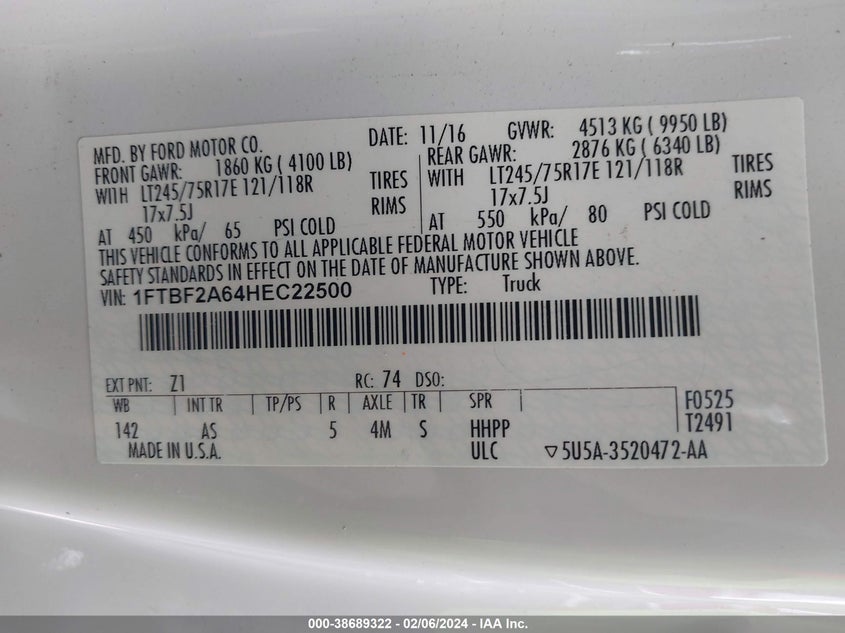 MFD. BY FORD MOTOR CO. DATE: 11/16 GVWR: 4513 KG ( 9950 LB)
FRONT GAWR: 1860 KG ( 4100 LB) REAR GAWR: 2876 KG ( 6340 LB)
WITH LT245/75R17E 121/118R TIRES WITH LT245/75R17E 121/118R TIRES
17x7.5J RIMS 17x7.5J RIMS
AT 450 kPa/ 65 PSI COLD AT 550 kPa/ 80 PSI COLD
THIS VEHICLE CONFORMS TO ALL APPLICABLE FEDERAL MOTOR VEHICLE
SAFETY STANDARDS IN EFFECT ON THE DATE OF MANUFACTURE SHOWN ABOVE.
VIN: 1FTBF2A64HEC22500 TYPE: Truck
EXT PNT: Z1 RC: 74 DSO:
WB INT TR TP/PS R AXLE TR SPR F0525
142 AS 5 4M S HHPP T2491
MADE IN U.S.A. ULC ▽5U5A-3520472-AA
000-38689322 - 02/06/2024 - IAA Inc.